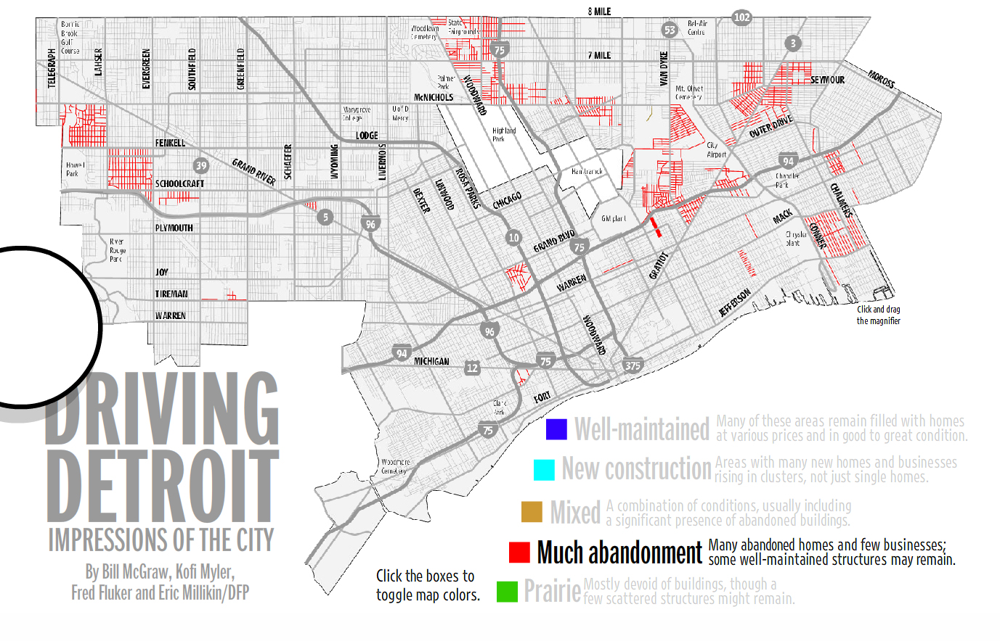 8 MILE
102
Bonnie
Brook
Golf
Course
Woodlawn
Cemetery
State
Fairgrounds
53
Bel-Air
Centre
3
75
7 MILE
TELEGRAPH
LAHSER
EVERGREEN
SOUTHFIELD
GREENFIELD
VAN DYKE
SEYMOUR
MOROSS
Palmer
Park
WOODWARD
McNICHOLS
Mt. Olivet
Cemetery
Marygrove
College
U of D
Mercy
Highland
Park
OUTER DRIVE
LODGE
FENKELL
City
Airport
Howell
Park
39
GRAND RIVER
SCHAEFER
WYOMING
LIVERNOIS
94
Hamtramck
Chandler
Park
SCHOOLCRAFT
DEXTER
LINWOOD
ROSA PARKS
CHICAGO
CHALMERS
5
96
GM plant
MACK
PLYMOUTH
10
GRAND BLVD
75
Chrysler
plant
CONNER
River
Rouge
Park
JOY
WARREN
GRATIOT
TIREMAN
WARREN
JEFFERSON
Click and drag
the magnifier
WOODWARD
96
94
MICHIGAN
12
75
375
FORT
Clark
Park
75
Woodmere
Cemetery
DRIVING
DETROIT
IMPRESSIONS OF THE CITY
By Bill McGraw, Kofi Myler,
Fred Fluker and Eric Millikin/DFP
Click the boxes to
toggle map colors.
Well-maintained
Many of these areas remain filled with homes
at various prices and in good to great condition.
New construction
Areas with many new homes and businesses
rising in clusters, not just single homes.
Mixed
A combination of conditions, usually including
a significant presence of abandoned buildings.
Much abandonment
Many abandoned homes and few businesses;
some well-maintained structures may remain.
Prairie
Mostly devoid of buildings, though a
few scattered structures might remain.